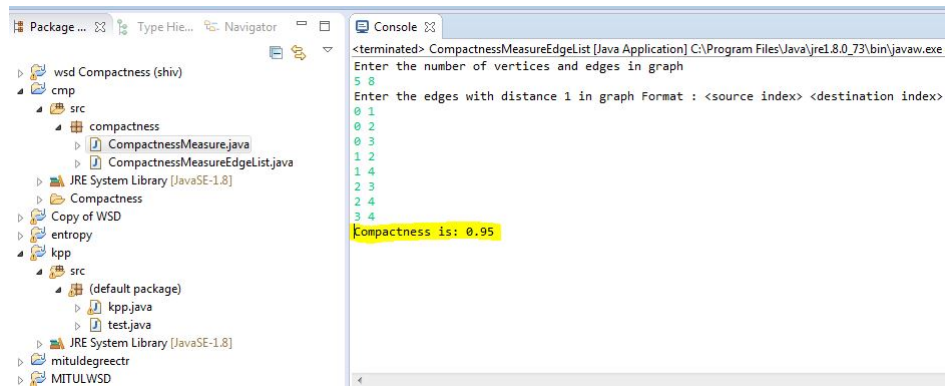 Package ... Type Hie... Navigator
wsd Compactness (shiv)
cmp
src
compactness
CompactnessMeasure.java
CompactnessMeasureEdgeList.java
JRE System Library [JavaSE-1.8]
Compactness
Copy of WSD
entropy
kpp
src
(default package)
kpp.java
test.java
JRE System Library [JavaSE-1.8]
mituldegreectr
MITULWSD
Console
<terminated> CompactnessMeasureEdgeList [Java Application] C:\Program Files\Java\jre1.8.0_73\bin\javaw.exe
Enter the number of vertices and edges in graph
5 8
Enter the edges with distance 1 in graph Format : <source index> <destination index>
0 1
0 2
0 3
1 2
1 4
2 3
2 4
3 4
Compactness is: 0.95